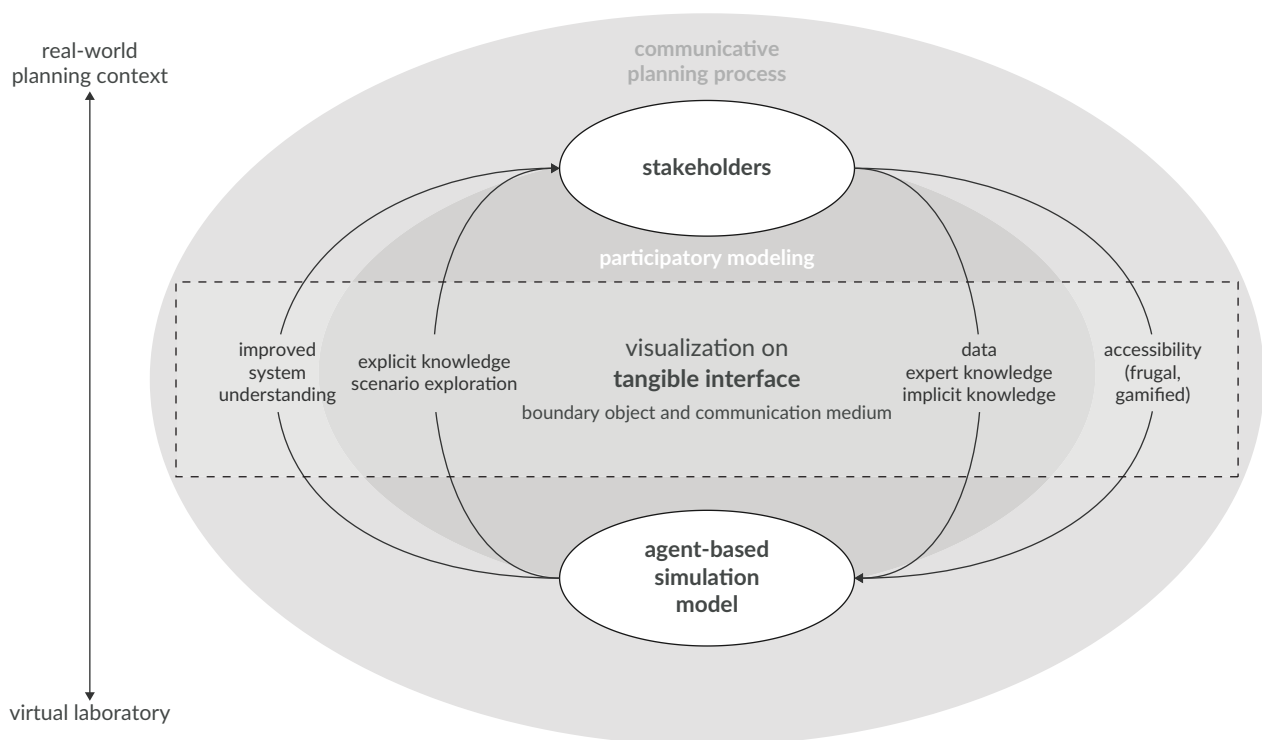 real-world
planning context
communicative
planning process
stakeholders
participatory modeling
improved
system
understanding
explicit knowledge
scenario exploration
visualization on
tangible interface
boundary object and communication medium
data
expert knowledge
implicit knowledge
accessibility
(frugal,
gamified)
agent-based
simulation
model
virtual laboratory